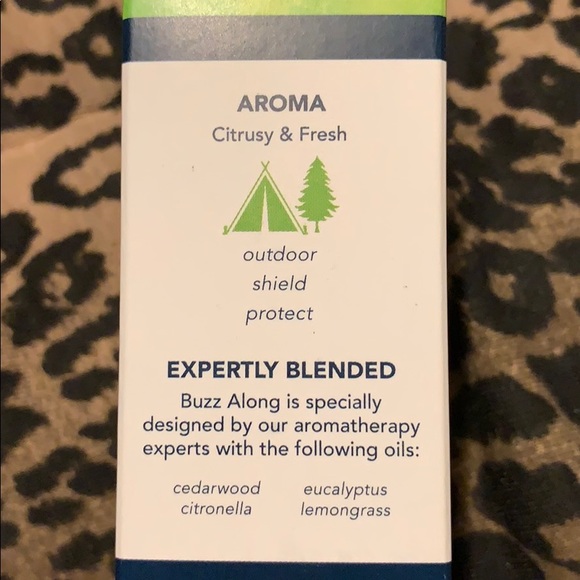 AROMA
Citrusy & Fresh
outdoor
shield
protect
EXPERTLY BLENDED
Buzz Along is specially
designed by our aromatherapy
experts with the following oils:
cedarwood eucalyptus
citronella lemongrass